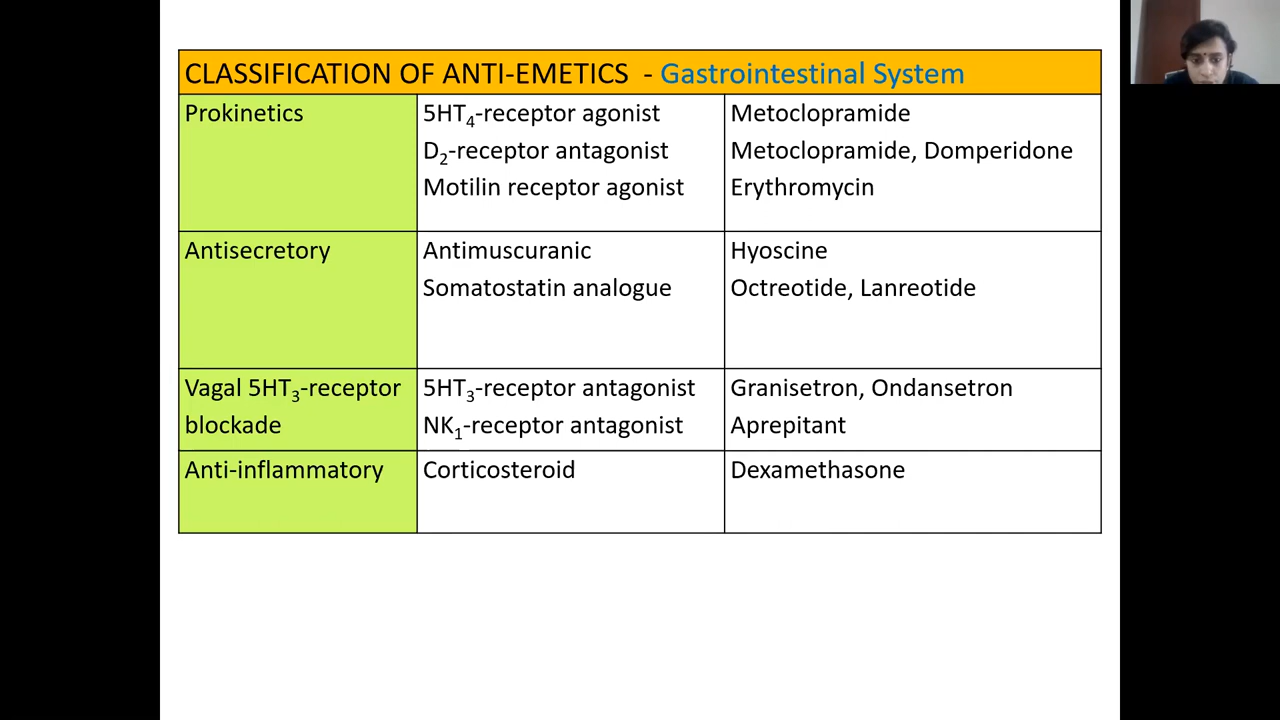 CLASSIFICATION OF ANTI-EMETICS - Gastrointestinal System
Prokinetics
5HT4-receptor agonist
Metoclopramide
D2-receptor antagonist
Metoclopramide, Domperidone
Motilin receptor agonist
Erythromycin
Antisecretory
Antimuscuranic
Hyoscine
Somatostatin analogue
Octreotide, Lanreotide
Vagal 5HT3-receptor
blockade
5HT3-receptor antagonist
Granisetron, Ondansetron
NK1-receptor antagonist
Aprepitant
Anti-inflammatory
Corticosteroid
Dexamethasone